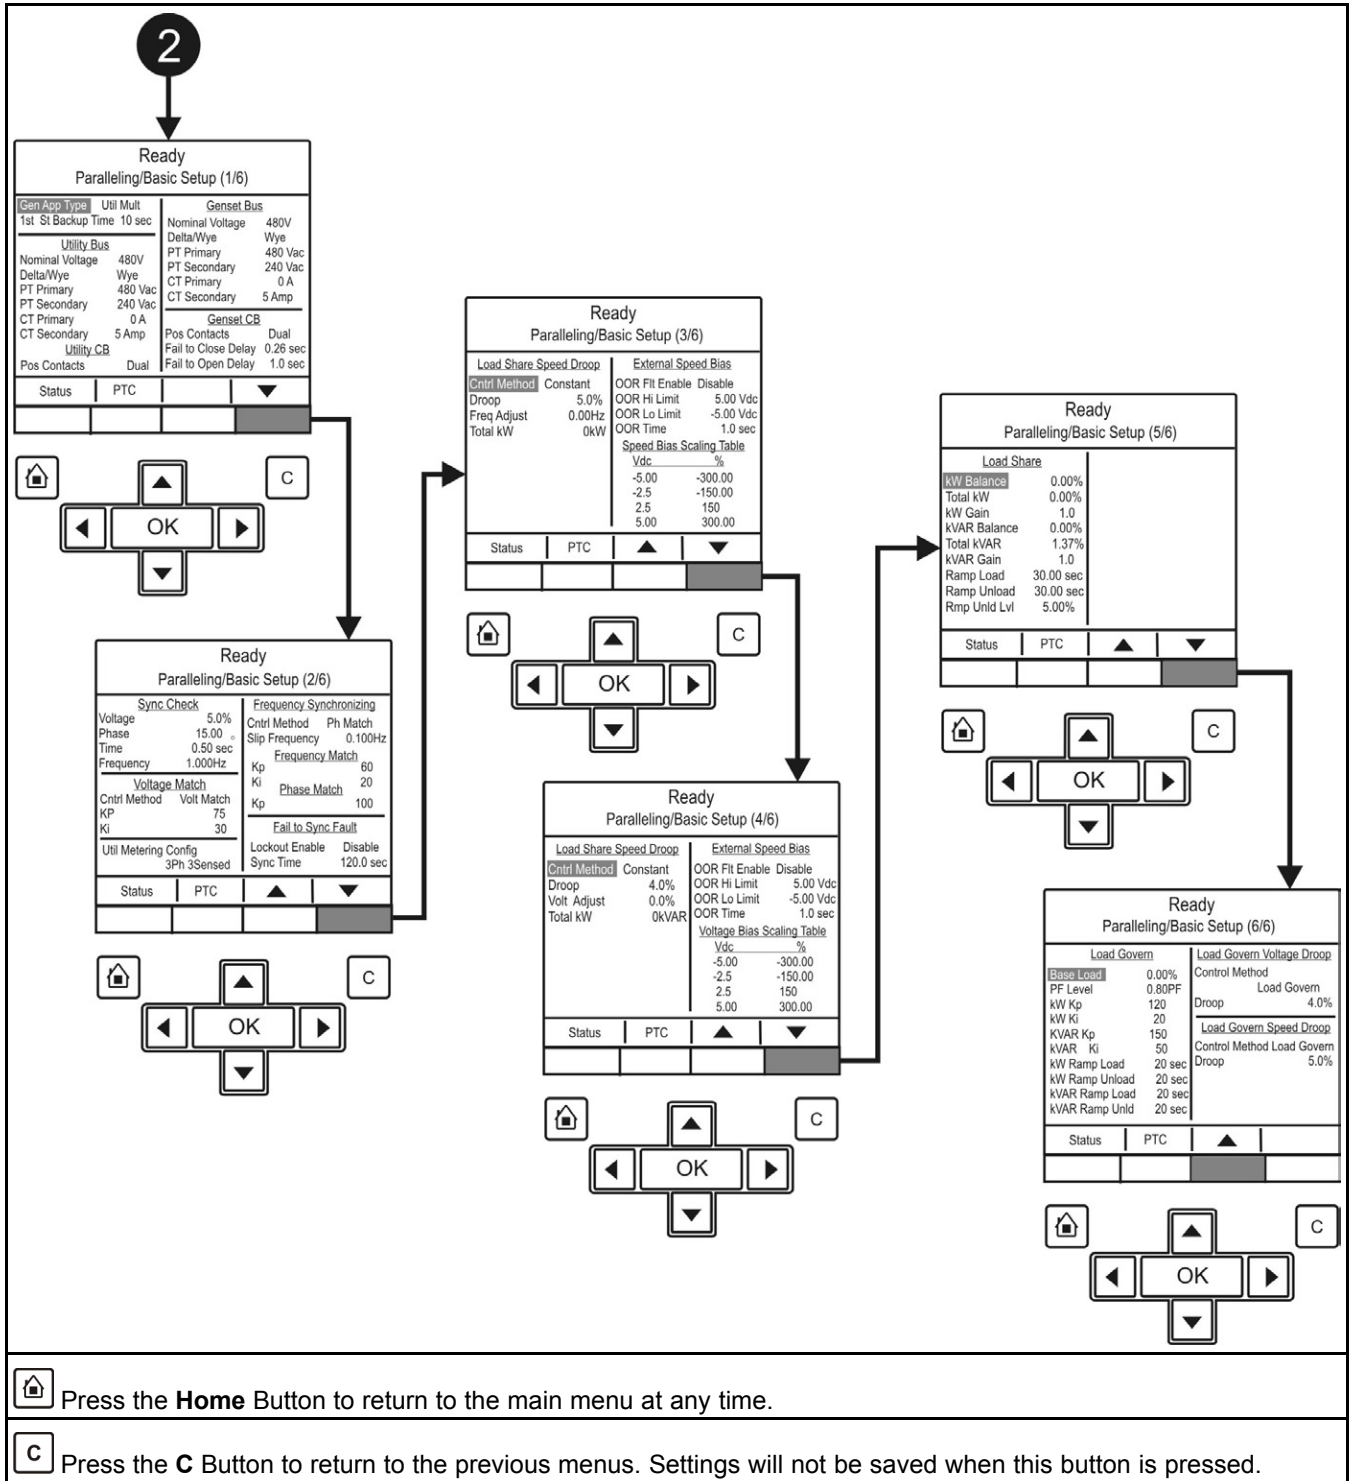 2
Ready
Paralleling/Basic Setup (1/6)
Gen App Type Util Mult
1st St Backup Time 10 sec
Utility Bus
Nominal Voltage 480V
Delta/Wye Wye
PT Primary 480 Vac
PT Secondary 240 Vac
CT Primary 0 A
CT Secondary 5 Amp
Utility CB
Pos Contacts Dual
Genset Bus
Nominal Voltage 480V
Delta/Wye Wye
PT Primary 480 Vac
PT Secondary 240 Vac
CT Primary 0 A
CT Secondary 5 Amp
Genset CB
Pos Contacts Dual
Fail to Close Delay 0.26 sec
Fail to Open Delay 1.0 sec
Status PTC
C
OK
Ready
Paralleling/Basic Setup (2/6)
Sync Check
Voltage 5.0%
Phase 15.00 °
Time 0.50 sec
Frequency 1.000Hz
Voltage Match
Cntrl Method Volt Match
KP 75
Ki 30
Util Metering Config
3Ph 3Sensed
Frequency Synchronizing
Cntrl Method Ph Match
Slip Frequency 0.100Hz
Frequency Match
Kp 60
Ki 20
Phase Match
Kp 100
Fail to Sync Fault
Lockout Enable Disable
Sync Time 120.0 sec
Status PTC
C
OK
Ready
Paralleling/Basic Setup (3/6)
Load Share Speed Droop
Cntrl Method Constant
Droop 5.0%
Freq Adjust 0.00Hz
Total kW 0kW
External Speed Bias
OOR Flt Enable Disable
OOR Hi Limit 5.00 Vdc
OOR Lo Limit -5.00 Vdc
OOR Time 1.0 sec
Speed Bias Scaling Table
Vdc %
-5.00 -300.00
-2.5 -150.00
2.5 150
5.00 300.00
Status PTC
C
OK
Ready
Paralleling/Basic Setup (4/6)
Load Share Speed Droop
Cntrl Method Constant
Droop 4.0%
Volt Adjust 0.0%
Total kW 0kVAR
External Speed Bias
OOR Flt Enable Disable
OOR Hi Limit 5.00 Vdc
OOR Lo Limit -5.00 Vdc
OOR Time 1.0 sec
Voltage Bias Scaling Table
Vdc %
-5.00 -300.00
-2.5 -150.00
2.5 150
5.00 300.00
Status PTC
C
OK
Ready
Paralleling/Basic Setup (5/6)
Load Share
kW Balance 0.00%
Total kW 0.00%
kW Gain 1.0
kVAR Balance 0.00%
Total kVAR 1.37%
kVAR Gain 1.0
Ramp Load 30.00 sec
Ramp Unload 30.00 sec
Rmp Unld Lvl 5.00%
Status PTC
C
OK
Ready
Paralleling/Basic Setup (6/6)
Load Govern
Base Load 0.00%
PF Level 0.80PF
kW Kp 120
kW Ki 20
KVAR Kp 150
kVAR Ki 50
kW Ramp Load 20 sec
kW Ramp Unload 20 sec
kVAR Ramp Load 20 sec
kVAR Ramp Unld 20 sec
Load Govern Voltage Droop
Control Method
Load Govern
Droop 4.0%
Load Govern Speed Droop
Control Method Load Govern
Droop 5.0%
Status PTC
C
OK
Press the Home Button to return to the main menu at any time.
C Press the C Button to return to the previous menus. Settings will not be saved when this button is pressed.